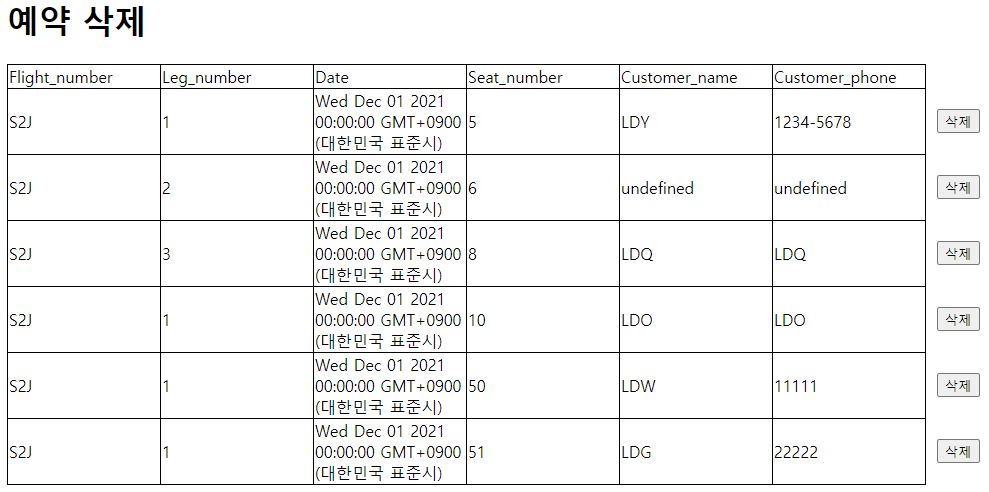 예약 삭제
Flight_number Leg_number Date Seat_number Customer_name Customer_phone
S2J 1 Wed Dec 01 2021 00:00:00 GMT+0900 (대한민국 표준시) 5 LDY 1234-5678 삭제
S2J 2 Wed Dec 01 2021 00:00:00 GMT+0900 (대한민국 표준시) 6 undefined undefined 삭제
S2J 3 Wed Dec 01 2021 00:00:00 GMT+0900 (대한민국 표준시) 8 LDQ LDQ 삭제
S2J 1 Wed Dec 01 2021 00:00:00 GMT+0900 (대한민국 표준시) 10 LDO LDO 삭제
S2J 1 Wed Dec 01 2021 00:00:00 GMT+0900 (대한민국 표준시) 50 LDW 11111 삭제
S2J 1 Wed Dec 01 2021 00:00:00 GMT+0900 (대한민국 표준시) 51 LDG 22222 삭제